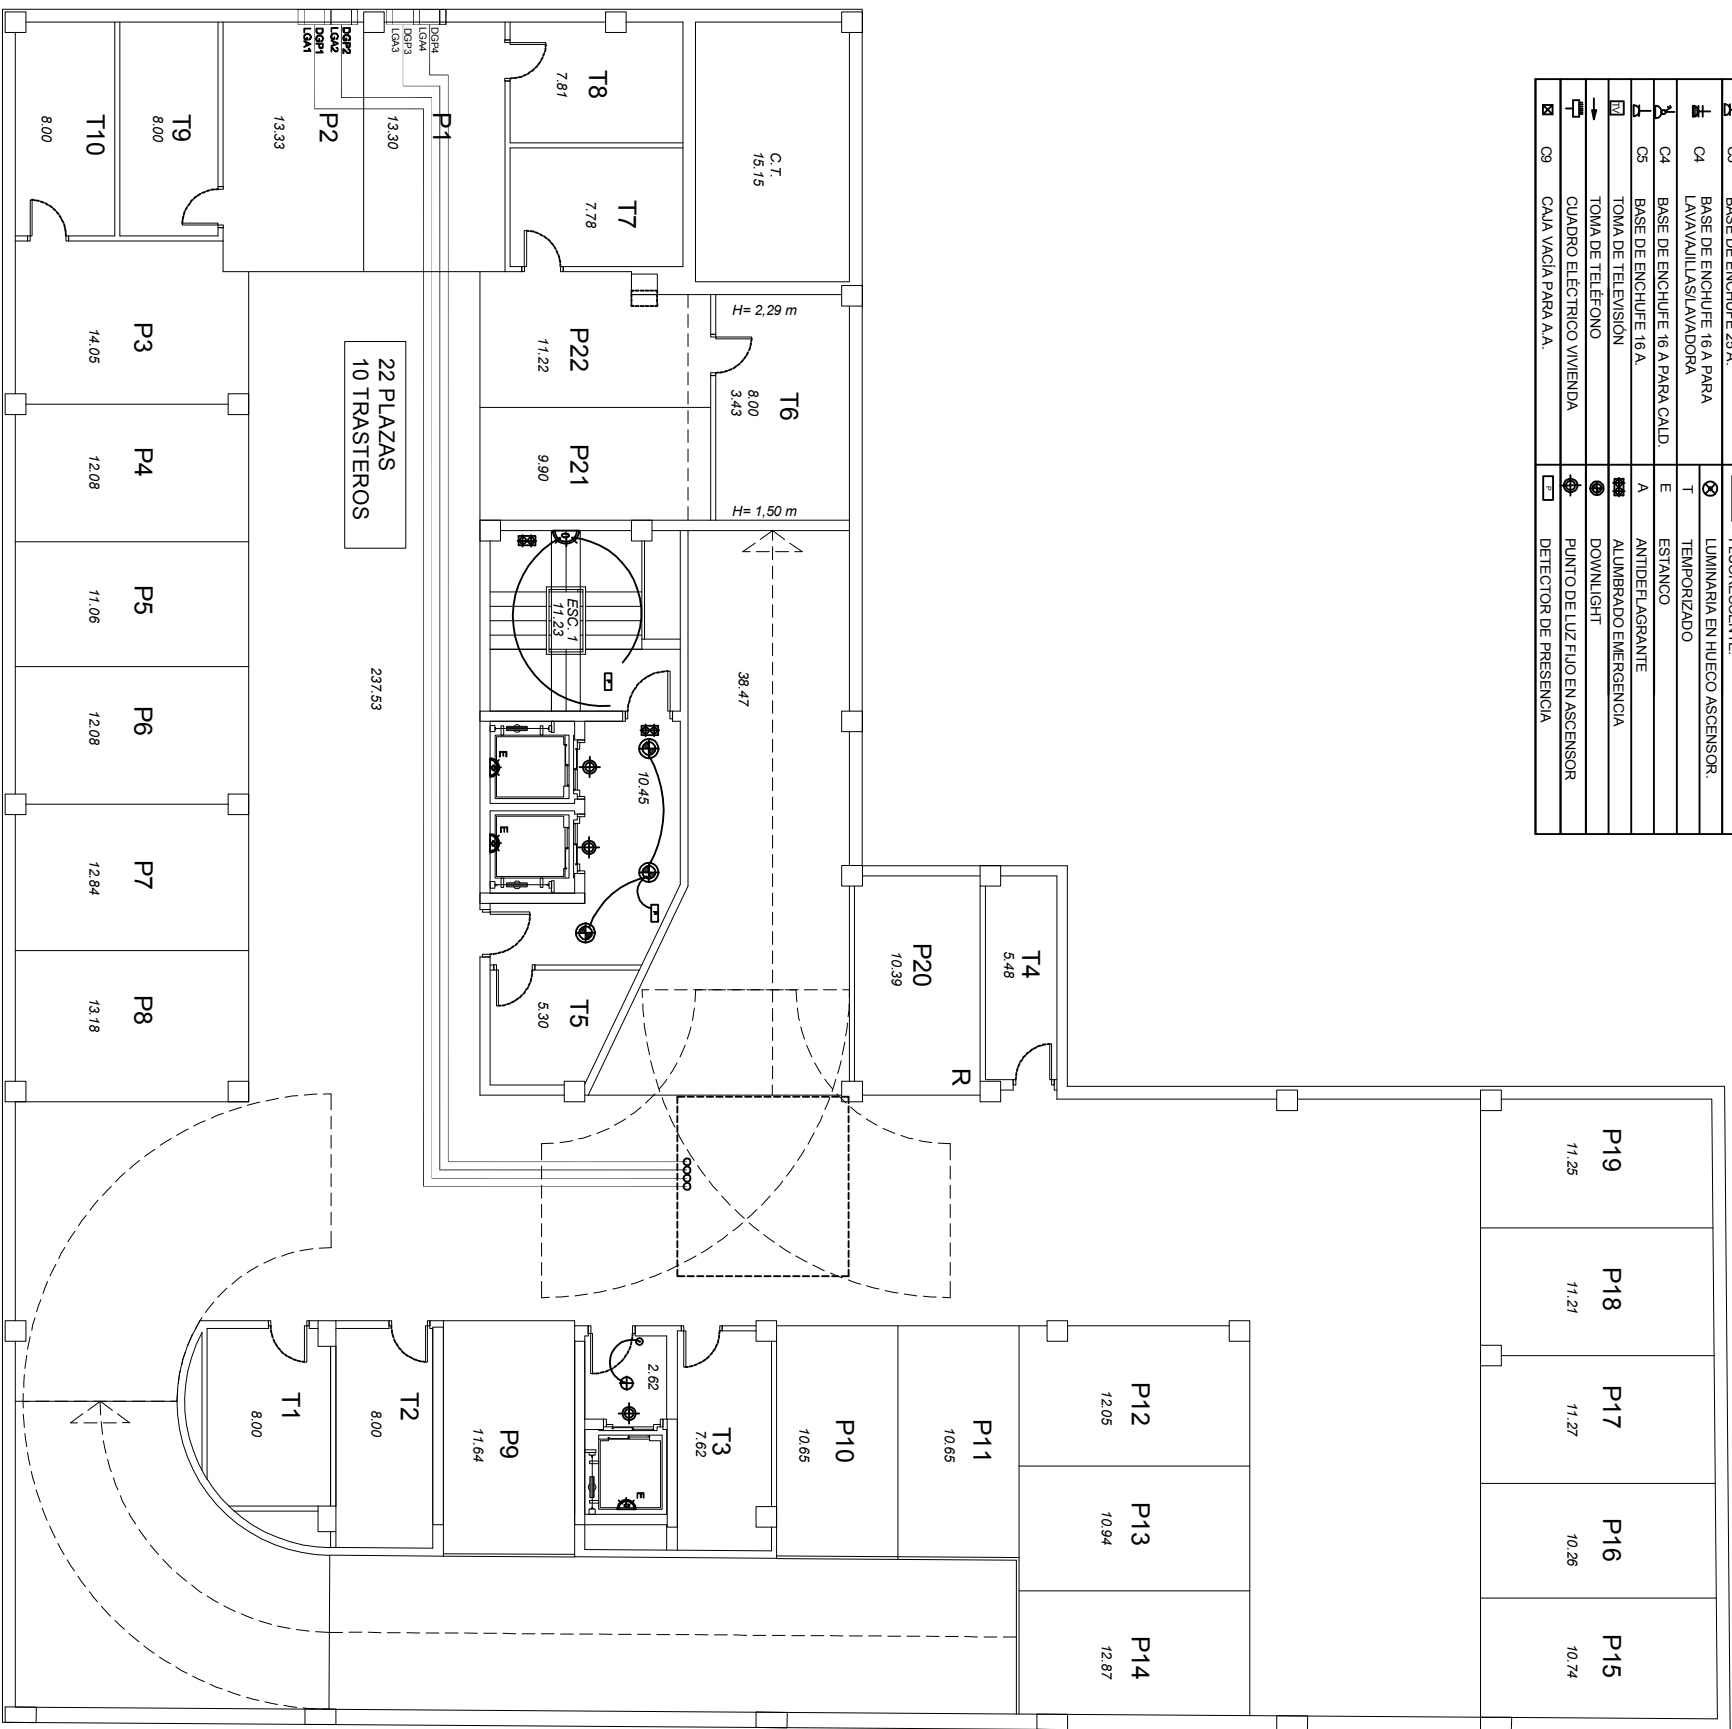 BASE DE ENCHUFE 25 A.
C4 BASE DE ENCHUFE 16 A PARA
LAVAVAJILLAS/LAVADORA
C4 BASE DE ENCHUFE 16 A PARA CALD.
C5 BASE DE ENCHUFE 16 A.
TV TOMA DE TELEVISIÓN
TOMA DE TELÉFONO
CUADRO ELÉCTRICO VIVIENDA
C9 CAJA VACÍA PARA A.A.
LUMINARIA EN HUECO ASCENSOR.
T TEMPORIZADO
E ESTANCO
A ANTIDEFLAGRANTE
ALUMBRADO EMERGENCIA
DOWNLIGHT
PUNTO DE LUZ FIJO EN ASCENSOR
P DETECTOR DE PRESENCIA
P19
11.25
P18
11.21
P17
11.27
P16
10.26
P15
10.74
P12
12.05
P13
10.94
P14
12.87
T4
5.48
R
P20
10.39
P11
10.65
P10
10.65
C.T.
15.15
T6
8.00
3.43
H= 2,29 m
H= 1,50 m
38.47
T3
7.62
2.62
E
T8
7.81
T7
7.78
P22
11.22
P21
9.90
ESC. 1
11.23
10.45
E
E
T5
5.30
P9
11.64
DGP4
LGA4
DGP3
LGA3
DGP2
LGA2
DGP1
LGA1
P1
13.30
P2
13.33
22 PLAZAS
10 TRASTEROS
237.53
T2
8.00
T1
8.00
T9
8.00
T10
8.00
P3
14.05
P4
12.08
P5
11.06
P6
12.08
P7
12.84
P8
13.18